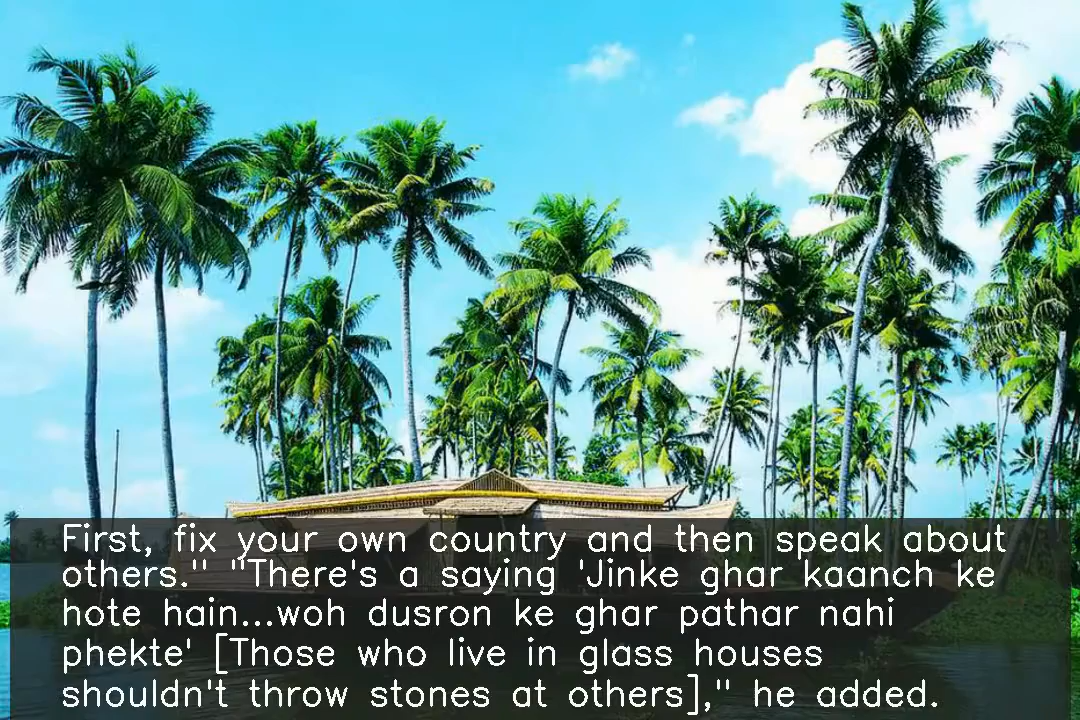 First, fix your own country and then speak about
others." "There's a saying 'Jinke ghar kaanch ke
hote hain...woh dusron ke ghar pathar nahi
phekte' [Those who live in glass houses
shouldn't throw stones at others]," he added.